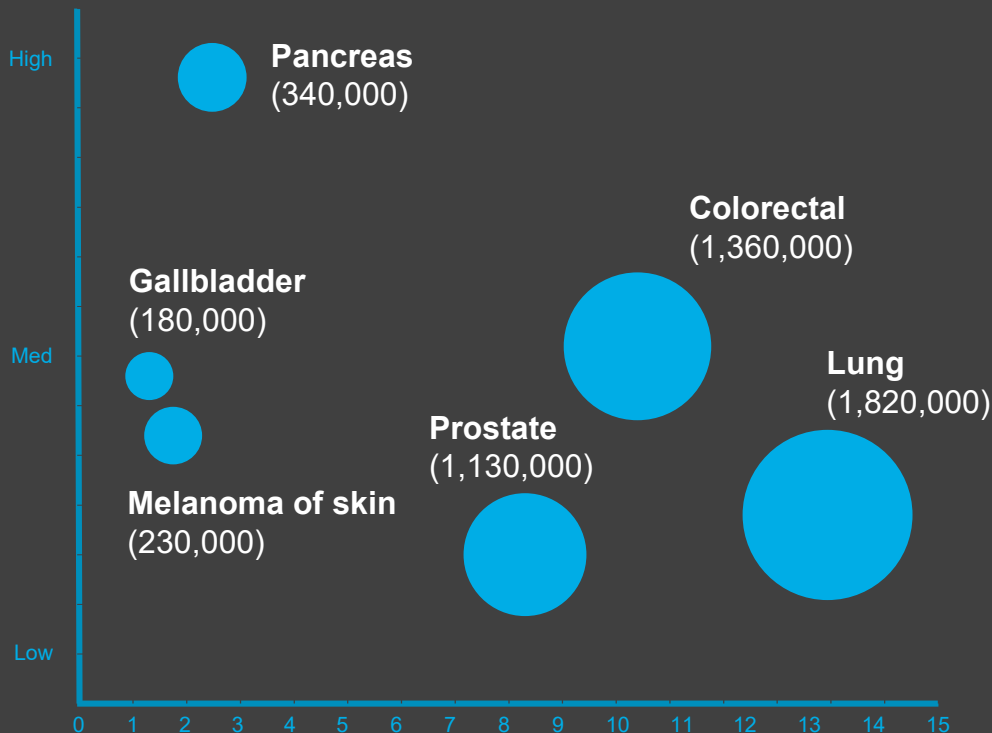 High
Pancreas
(340,000)
Colorectal
(1,360,000)
Gallbladder
(180,000)
Med
Lung
(1,820,000)
Prostate
(1,130,000)
Melanoma of skin
(230,000)
Low
0 1 2 3 4 5 6 7 8 9 10 11 12 13 14 15